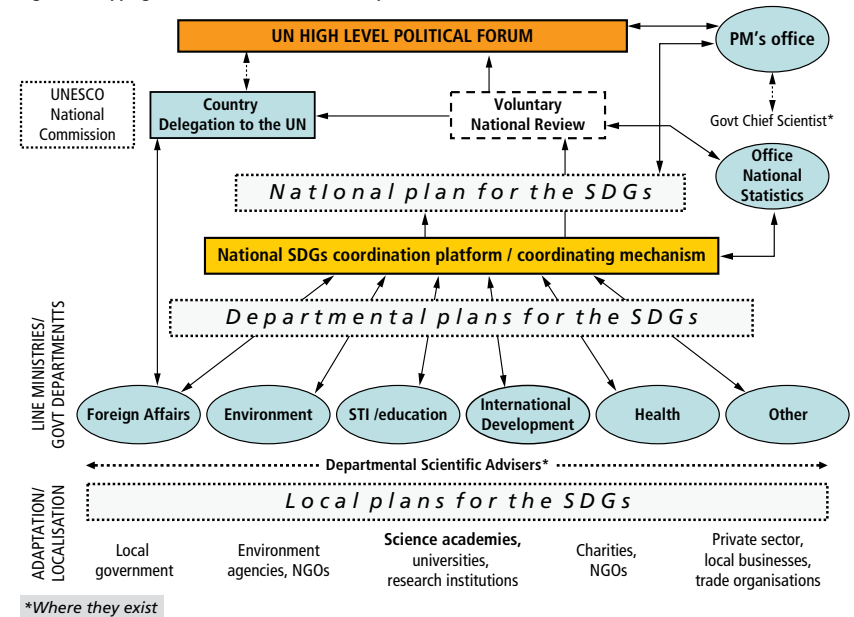 UN HIGH LEVEL POLITICAL FORUM
PM's office
UNESCO
National
Commission
Country
Delegation to the UN
Voluntary
National Review
Govt Chief Scientist*
Office
National
Statistics
NatIonal plan for the SDGs
National SDGs coordination platform / coordinating mechanism
Departmental plans for the SDGs
LINE MINISTRIES/
GOVT DEPARTMENTTS
Foreign Affairs
Environment
STI /education
International
Development
Health
Other
Departmental Scientific Advisers*
ADAPTATION/
LOCALISATION
Local plans for the SDGs
Local
government
Environment
agencies, NGOs
Science academies,
universities,
research institutions
Charities,
NGOs
Private sector,
local businesses,
trade organisations
*Where they exist